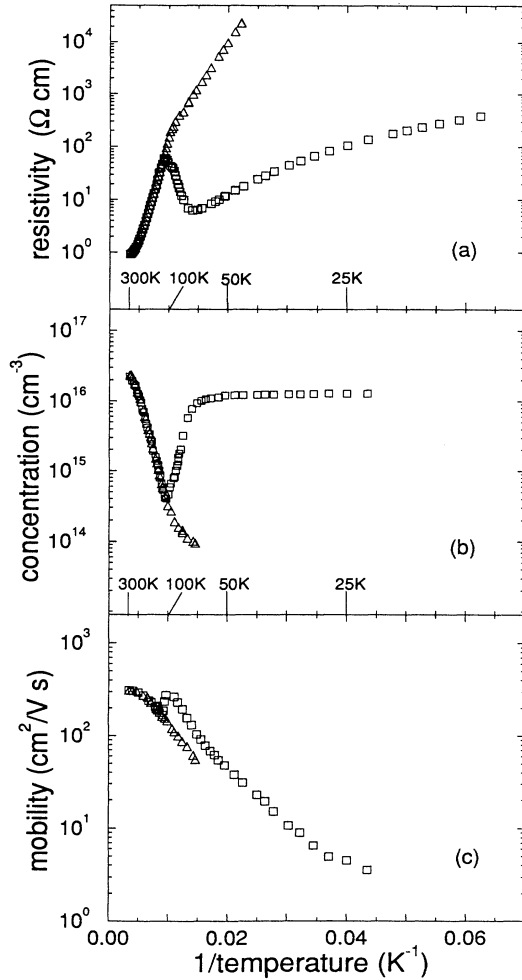 10⁴
10³
10²
10¹
10⁰
resistivity (Ω cm)
(a)
300K 100K 50K 25K
10¹⁷
10¹⁶
10¹⁵
10¹⁴
concentration (cm⁻³)
(b)
300K 100K 50K 25K
10³
10²
10¹
10⁰
mobility (cm²/V s)
(c)
0.00 0.02 0.04 0.06
1/temperature (K⁻¹)